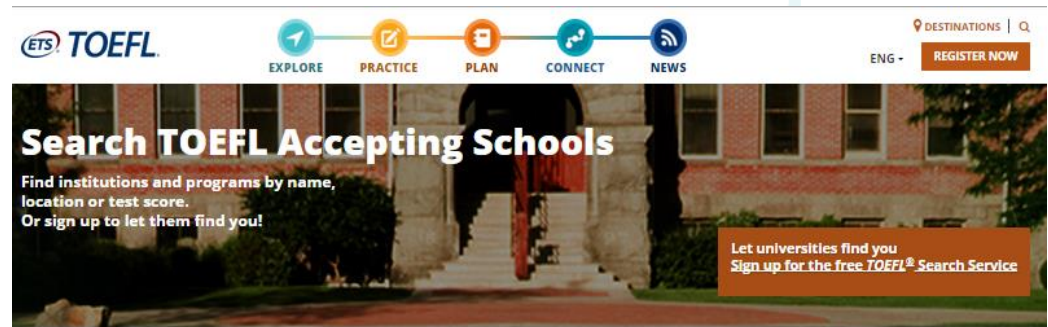 ETS TOEFL.
EXPLORE PRACTICE PLAN CONNECT NEWS
DESTINATIONS
ENG
REGISTER NOW
Search TOEFL Accepting Schools
Find institutions and programs by name,
location or test score.
Or sign up to let them find you!
Let universities find you
Sign up for the free TOEFL® Search Service